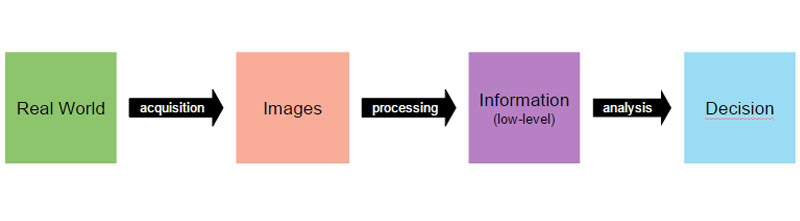 Real World
acquisition
Images
processing
Information
(low-level)
analysis
Decision